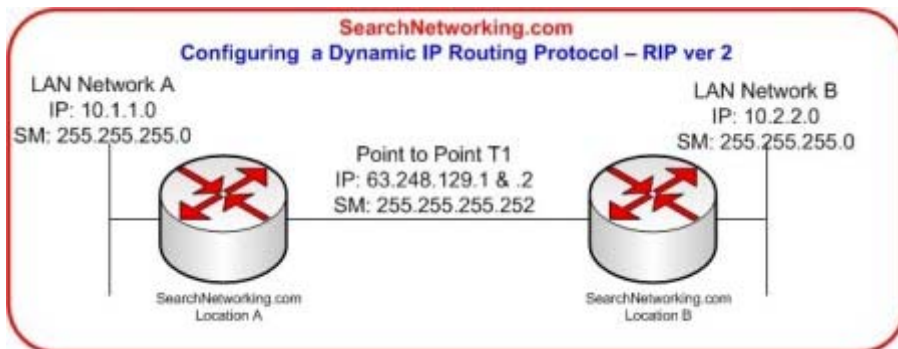 SearchNetworking.com
Configuring a Dynamic IP Routing Protocol – RIP ver 2
LAN Network A
IP: 10.1.1.0
SM: 255.255.255.0
LAN Network B
IP: 10.2.2.0
SM: 255.255.255.0
Point to Point T1
IP: 63.248.129.1 & .2
SM: 255.255.255.252
SearchNetworking.com
Location A
SearchNetworking.com
Location B